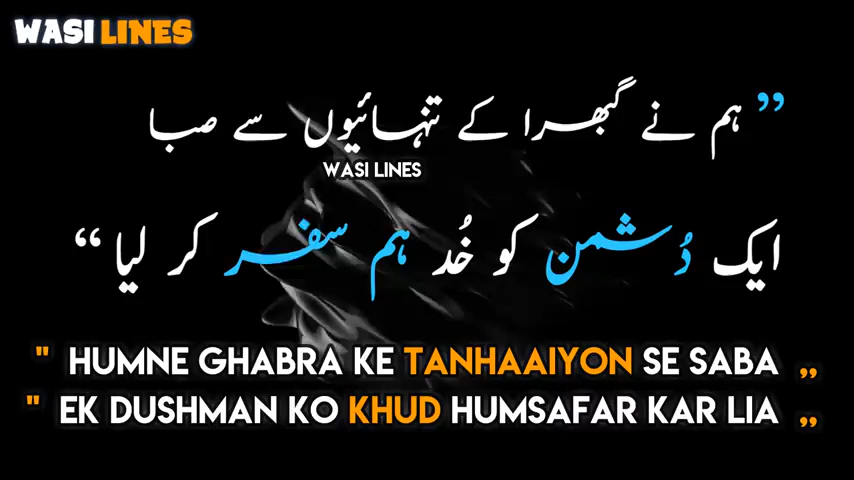 WASI LINES
” ہم نے گھبرا کے تنہائیوں سے صبا
WASI LINES
ایک دُشمن کو خُد ہم سفر کر لیا “
" HUMNE GHABRA KE TANHAAIYON SE SABA „
" EK DUSHMAN KO KHUD HUMSAFAR KAR LIA „